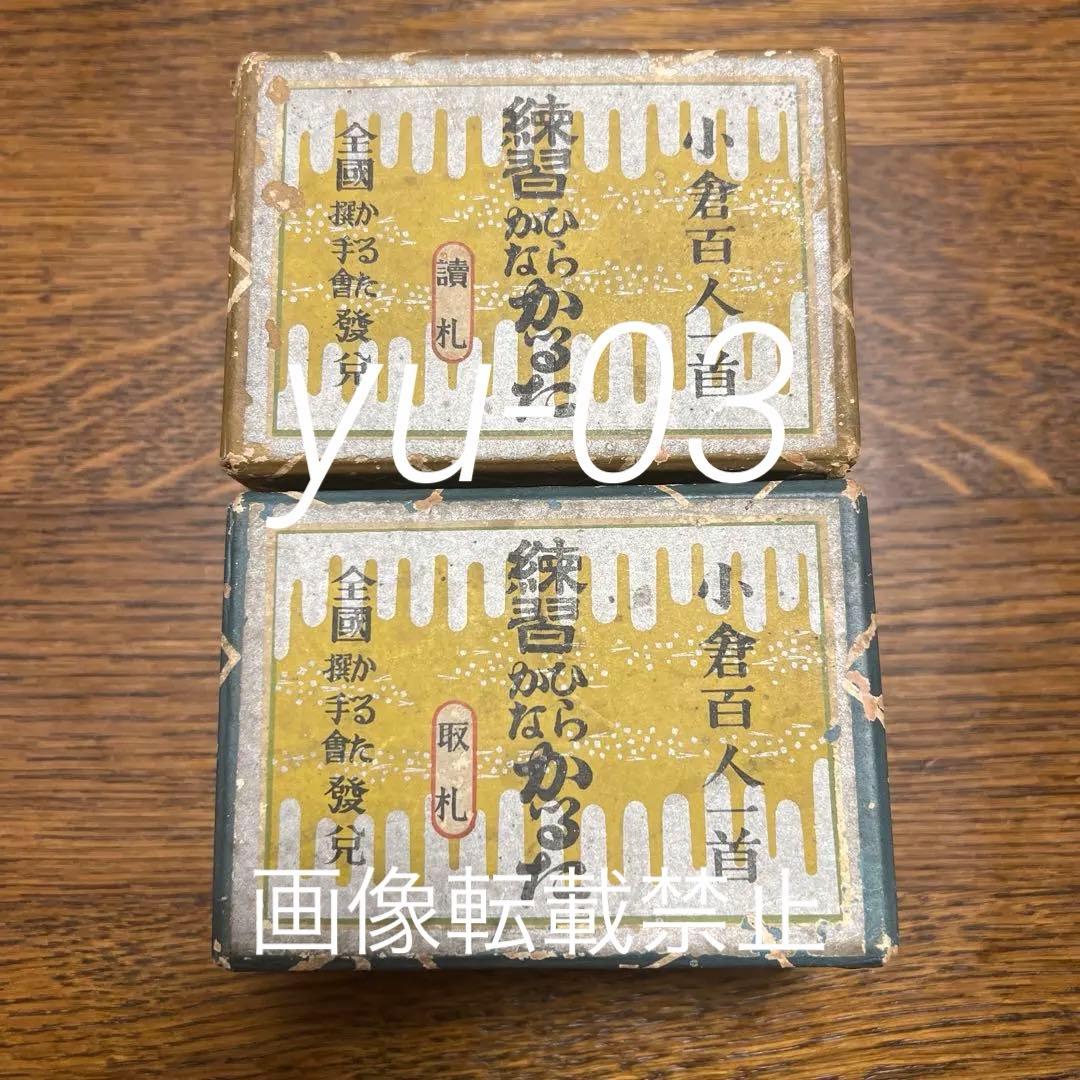 小倉百人一首
練習ひらがなかるた
讀札
全國かるた撰手會發兌
yu-03
小倉百人一首
練習ひらがなかるた
取札
全國かるた撰手會發兌
画像転載禁止